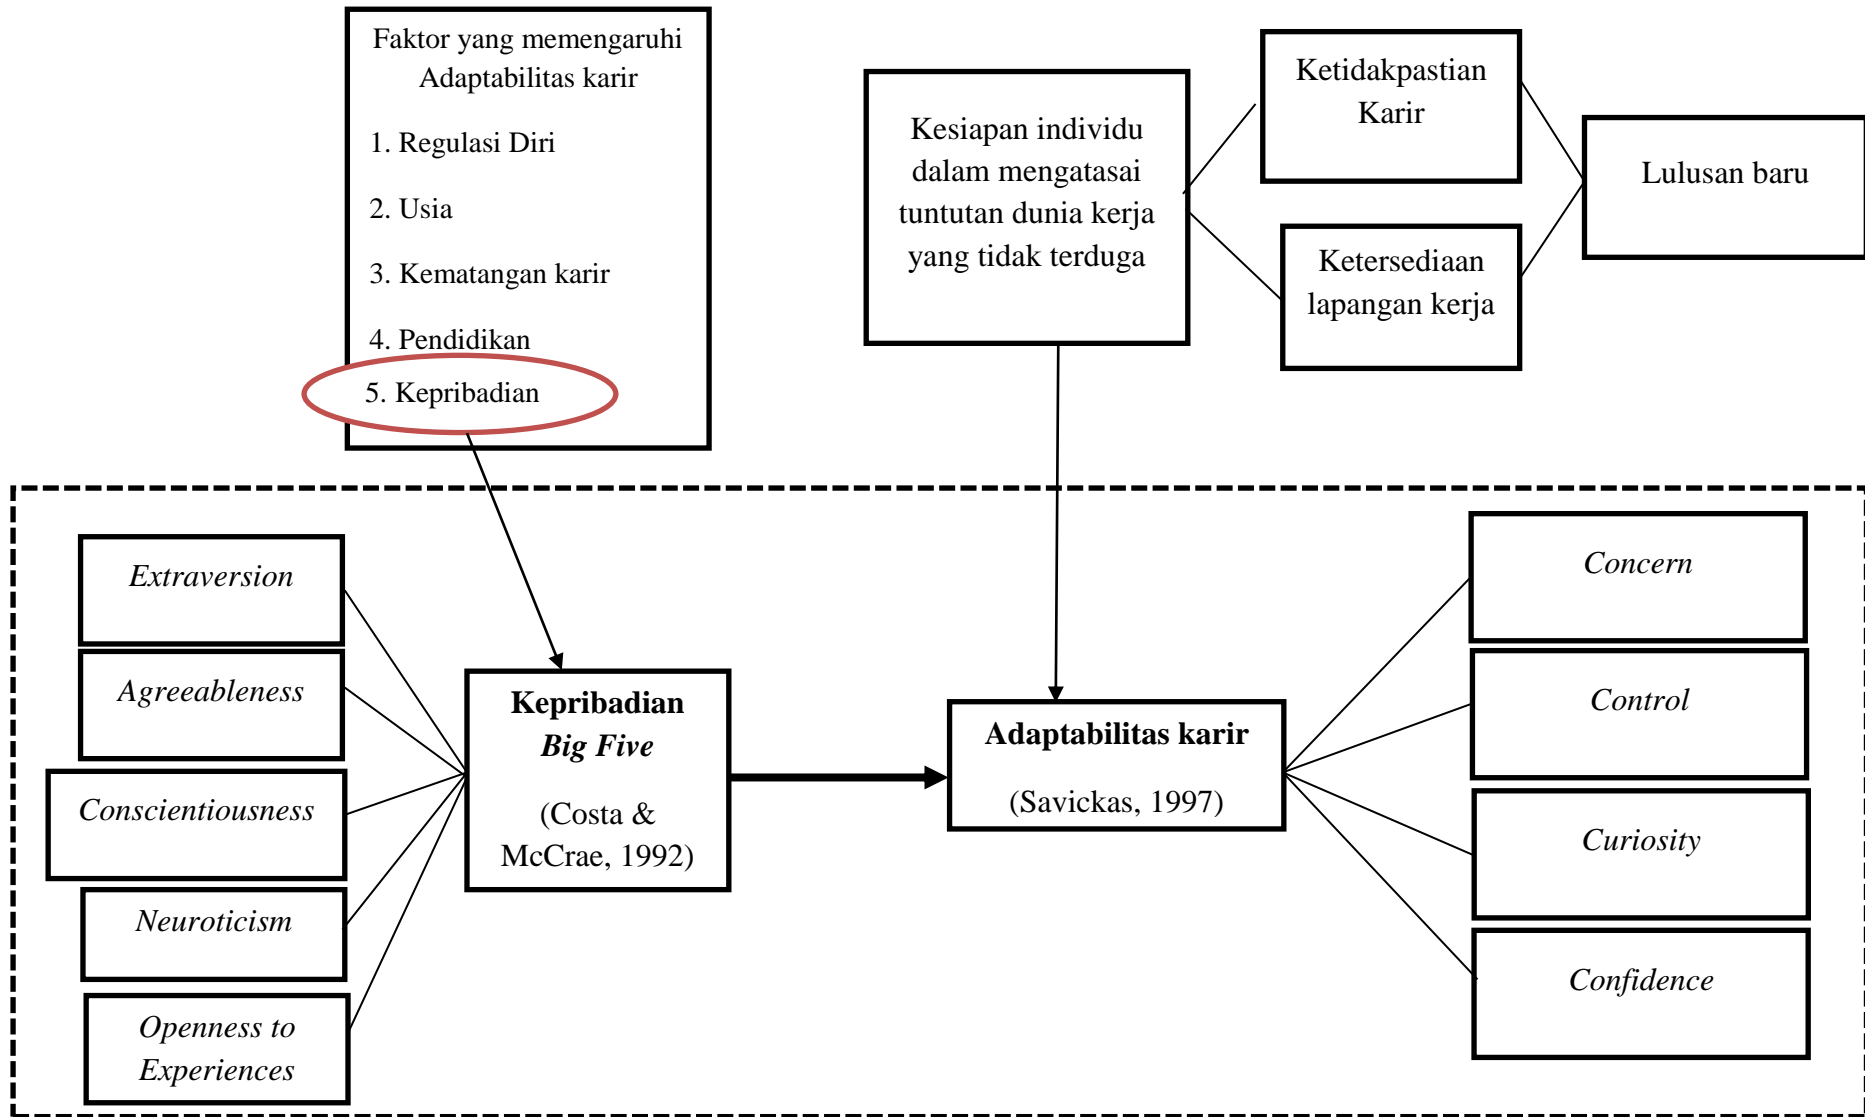 Faktor yang memengaruhi
Adaptabilitas karir
1. Regulasi Diri
2. Usia
3. Kematangan karir
4. Pendidikan
5. Kepribadian
Kesiapan individu
dalam mengatasai
tuntutan dunia kerja
yang tidak terduga
Ketidakpastian
Karir
Ketersediaan
lapangan kerja
Lulusan baru
Extraversion
Agreeableness
Conscientiousness
Neuroticism
Openness to
Experiences
Kepribadian
Big Five
(Costa &
McCrae, 1992)
Adaptabilitas karir
(Savickas, 1997)
Concern
Control
Curiosity
Confidence